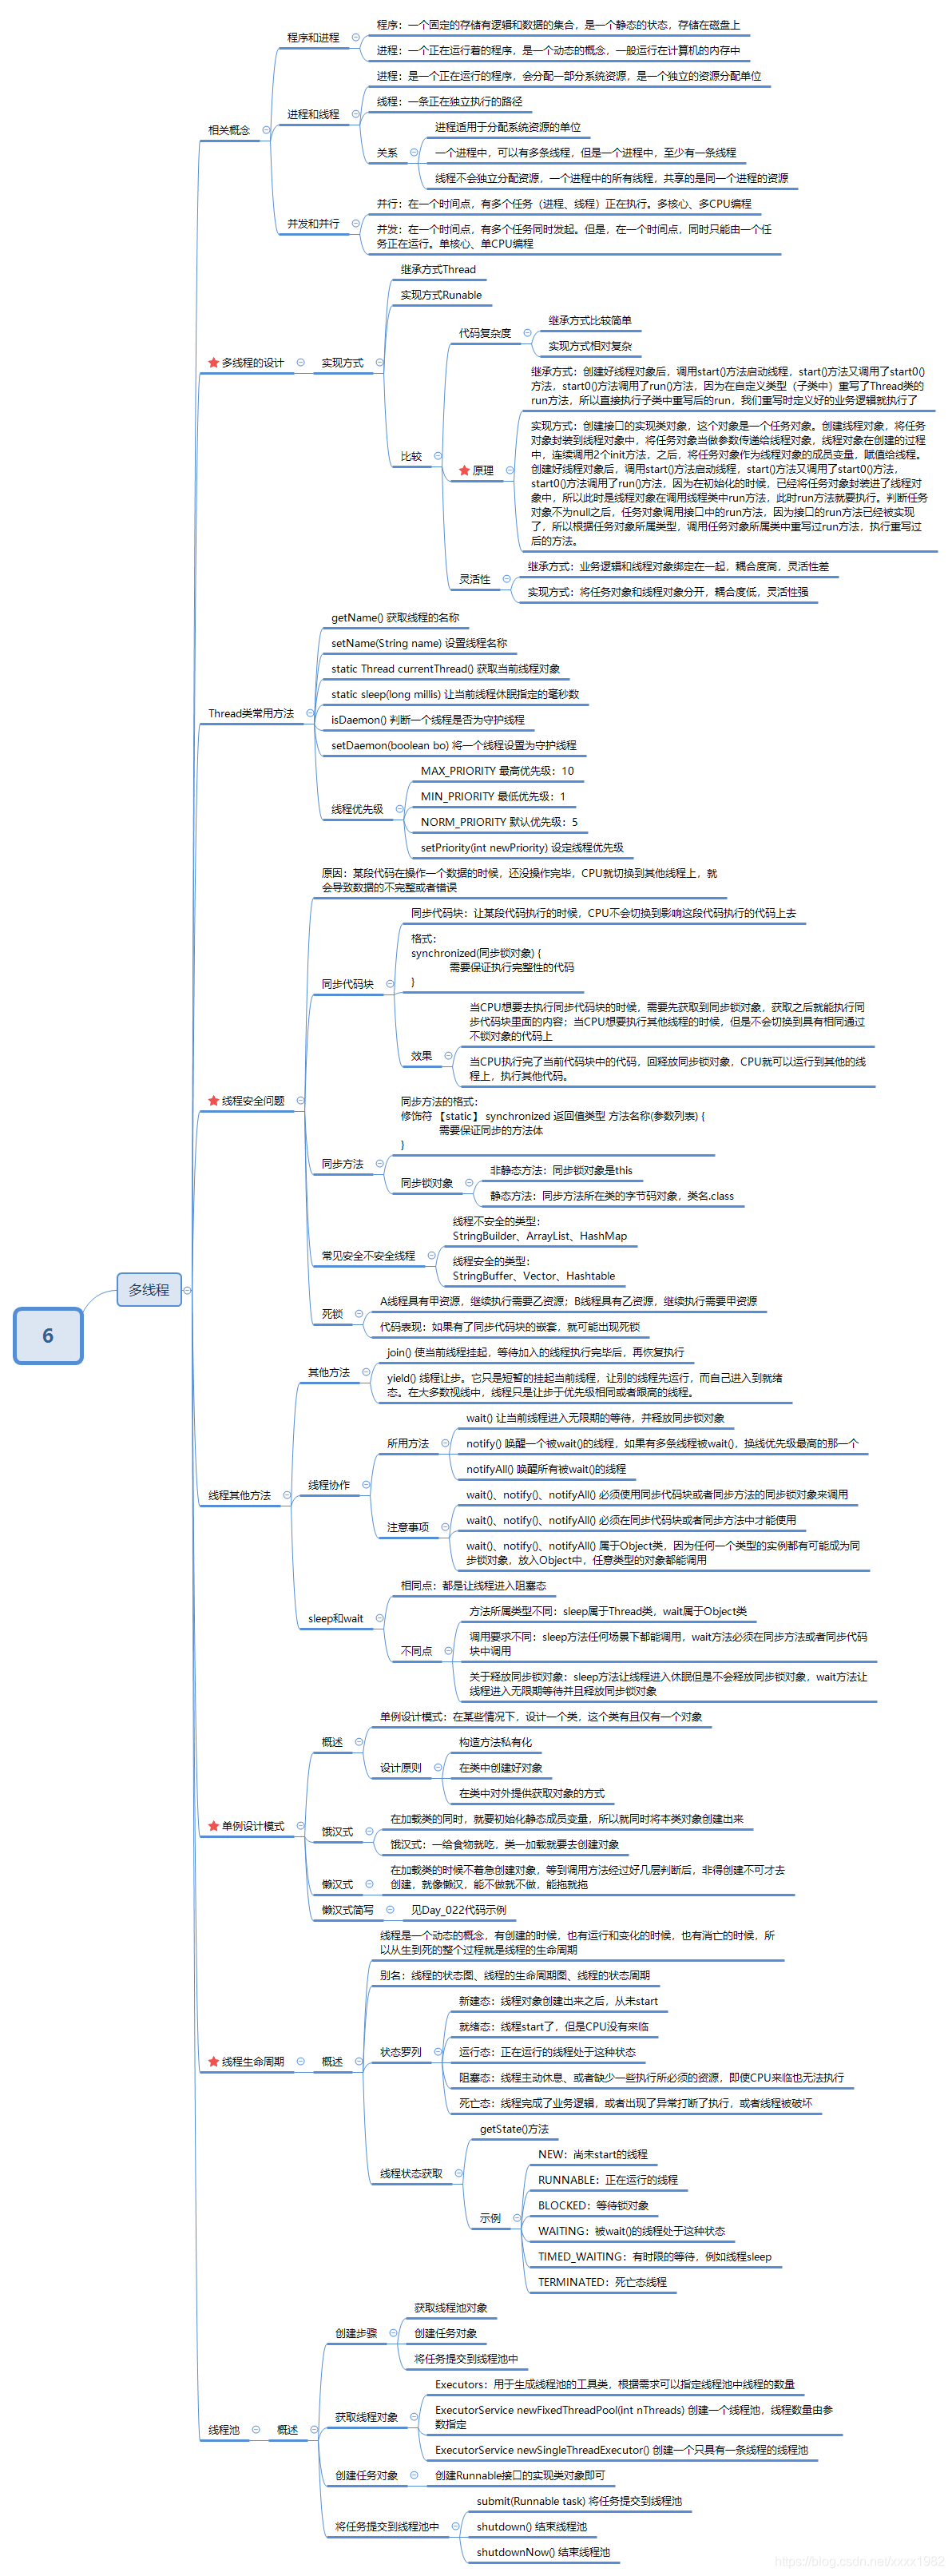 6
多线程
相关概念
程序和进程
程序：一个固定的存储有逻辑和数据的集合，是一个静态的状态，存储在磁盘上
进程：一个正在运行着的程序，是一个动态的概念，一般运行在计算机的内存中
进程和线程
进程：是一个正在运行的程序，会分配一部分系统资源，是一个独立的资源分配单位
线程：一条正在独立执行的路径
关系
进程适用于分配系统资源的单位
一个进程中，可以有多条线程，但是一个进程中，至少有一条线程
线程不会独立分配资源，一个进程中的所有线程，共享的是同一个进程的资源
并发和并行
并行：在一个时间点，有多个任务（进程、线程）正在执行。多核心、多CPU编程
并发：在一个时间点，有多个任务同时发起。但是，在一个时间点，同时只能由一个任
务正在运行。单核心、单CPU编程
多线程的设计
实现方式
继承方式Thread
实现方式Runable
比较
代码复杂度
继承方式比较简单
实现方式相对复杂
原理
继承方式：创建好线程对象后，调用start()方法启动线程，start()方法又调用了start0()
方法，start0()方法调用了run()方法，因为在自定义类型（子类中）重写了Thread类的
run方法，所以直接执行子类中重写后的run，我们重写时定义好的业务逻辑就执行了
实现方式：创建接口的实现类对象，这个对象是一个任务对象。创建线程对象，将任务
对象封装到线程对象中，将任务对象当做参数传递给线程对象，线程对象在创建的过程
中，连续调用2个init方法，之后，将任务对象作为线程对象的成员变量，赋值给线程。
创建好线程对象后，调用start()方法启动线程，start()方法又调用了start0()方法，
start0()方法调用了run()方法，因为在初始化的时候，已经将任务对象封装进了线程对
象中，所以此时是线程对象在调用线程类中run方法，此时run方法就要执行。判断任务
对象不为null之后，任务对象调用接口中的run方法，因为接口的run方法已经被实现
了，所以根据任务对象所属类型，调用任务对象所属类中重写过run方法，执行重写过
后的方法。
灵活性
继承方式：业务逻辑和线程对象绑定在一起，耦合度高，灵活性差
实现方式：将任务对象和线程对象分开，耦合度低，灵活性强
Thread类常用方法
getName() 获取线程的名称
setName(String name) 设置线程名称
static Thread currentThread() 获取当前线程对象
static sleep(long millis) 让当前线程休眠指定的毫秒数
isDaemon() 判断一个线程是否为守护线程
setDaemon(boolean bo) 将一个线程设置为守护线程
线程优先级
MAX_PRIORITY 最高优先级：10
MIN_PRIORITY 最低优先级：1
NORM_PRIORITY 默认优先级：5
setPriority(int newPriority) 设定线程优先级
线程安全问题
原因：某段代码在操作一个数据的时候，还没操作完毕，CPU就切换到其他线程上，就
会导致数据的不完整或者错误
同步代码块
同步代码块：让某段代码执行的时候，CPU不会切换到影响这段代码执行的代码上去
格式：
synchronized(同步锁对象) {
需要保证执行完整性的代码
}
效果
当CPU想要去执行同步代码块的时候，需要先获取到同步锁对象，获取之后就能执行同
步代码块里面的内容；当CPU想要执行其他线程的时候，但是不会切换到具有相同通过
不锁对象的代码上
当CPU执行完了当前代码块中的代码，回释放同步锁对象，CPU就可以运行到其他的线
程上，执行其他代码。
同步方法
同步方法的格式：
修饰符 【static】 synchronized 返回值类型 方法名称(参数列表) {
需要保证同步的方法体
}
同步锁对象
非静态方法：同步锁对象是this
静态方法：同步方法所在类的字节码对象，类名.class
常见安全不安全线程
线程不安全的类型：
StringBuilder、ArrayList、HashMap
线程安全的类型：
StringBuffer、Vector、Hashtable
死锁
A线程具有甲资源，继续执行需要乙资源；B线程具有乙资源，继续执行需要甲资源
代码表现：如果有了同步代码块的嵌套，就可能出现死锁
线程其他方法
其他方法
join() 使当前线程挂起，等待加入的线程执行完毕后，再恢复执行
yield() 线程让步。它只是短暂的挂起当前线程，让别的线程先运行，而自己进入到就绪
态。在大多数视线中，线程只是让步于优先级相同或者跟高的线程。
线程协作
所用方法
wait() 让当前线程进入无限期的等待，并释放同步锁对象
notify() 唤醒一个被wait()的线程，如果有多条线程被wait()，换线优先级最高的那一个
notifyAll() 唤醒所有被wait()的线程
注意事项
wait()、notify()、notifyAll() 必须使用同步代码块或者同步方法的同步锁对象来调用
wait()、notify()、notifyAll() 必须在同步代码块或者同步方法中才能使用
wait()、notify()、notifyAll() 属于Object类，因为任何一个类型的实例都有可能成为同
步锁对象，放入Object中，任意类型的对象都能调用
sleep和wait
相同点：都是让线程进入阻塞态
不同点
方法所属类型不同：sleep属于Thread类，wait属于Object类
调用要求不同：sleep方法任何场景下都能调用，wait方法必须在同步方法或者同步代码
块中调用
关于释放同步锁对象：sleep方法让线程进入休眠但是不会释放同步锁对象，wait方法让
线程进入无限期等待并且释放同步锁对象
单例设计模式
概述
单例设计模式：在某些情况下，设计一个类，这个类有且仅有一个对象
设计原则
构造方法私有化
在类中创建好对象
在类中对外提供获取对象的方式
饿汉式
在加载类的同时，就要初始化静态成员变量，所以就同时将本类对象创建出来
饿汉式：一给食物就吃，类一加载就要去创建对象
懒汉式
在加载类的时候不着急创建对象，等到调用方法经过好几层判断后，非得创建不可才去
创建，就像懒汉，能不做就不做，能拖就拖
懒汉式简写
见Day_022代码示例
线程生命周期
概述
线程是一个动态的概念，有创建的时候，也有运行和变化的时候，也有消亡的时候，所
以从生到死的整个过程就是线程的生命周期
别名：线程的状态图、线程的生命周期图、线程的状态周期
状态罗列
新建态：线程对象创建出来之后，从未start
就绪态：线程start了，但是CPU没有来临
运行态：正在运行的线程处于这种状态
阻塞态：线程主动休息、或者缺少一些执行所必须的资源，即使CPU来临也无法执行
死亡态：线程完成了业务逻辑，或者出现了异常打断了执行，或者线程被破坏
线程状态获取
getState()方法
示例
NEW：尚未start的线程
RUNNABLE：正在运行的线程
BLOCKED：等待锁对象
WAITING：被wait()的线程处于这种状态
TIMED_WAITING：有时限的等待，例如线程sleep
TERMINATED：死亡态线程
线程池
概述
创建步骤
获取线程池对象
创建任务对象
将任务提交到线程池中
获取线程对象
Executors：用于生成线程池的工具类，根据需求可以指定线程池中线程的数量
ExecutorService newFixedThreadPool(int nThreads) 创建一个线程池，线程数量由参
数指定
ExecutorService newSingleThreadExecutor() 创建一个只具有一条线程的线程池
创建任务对象
创建Runnable接口的实现类对象即可
将任务提交到线程池中
submit(Runnable task) 将任务提交到线程池
shutdown() 结束线程池
shutdownNow() 结束线程池
https://blog.csdn.net/xxxx1982